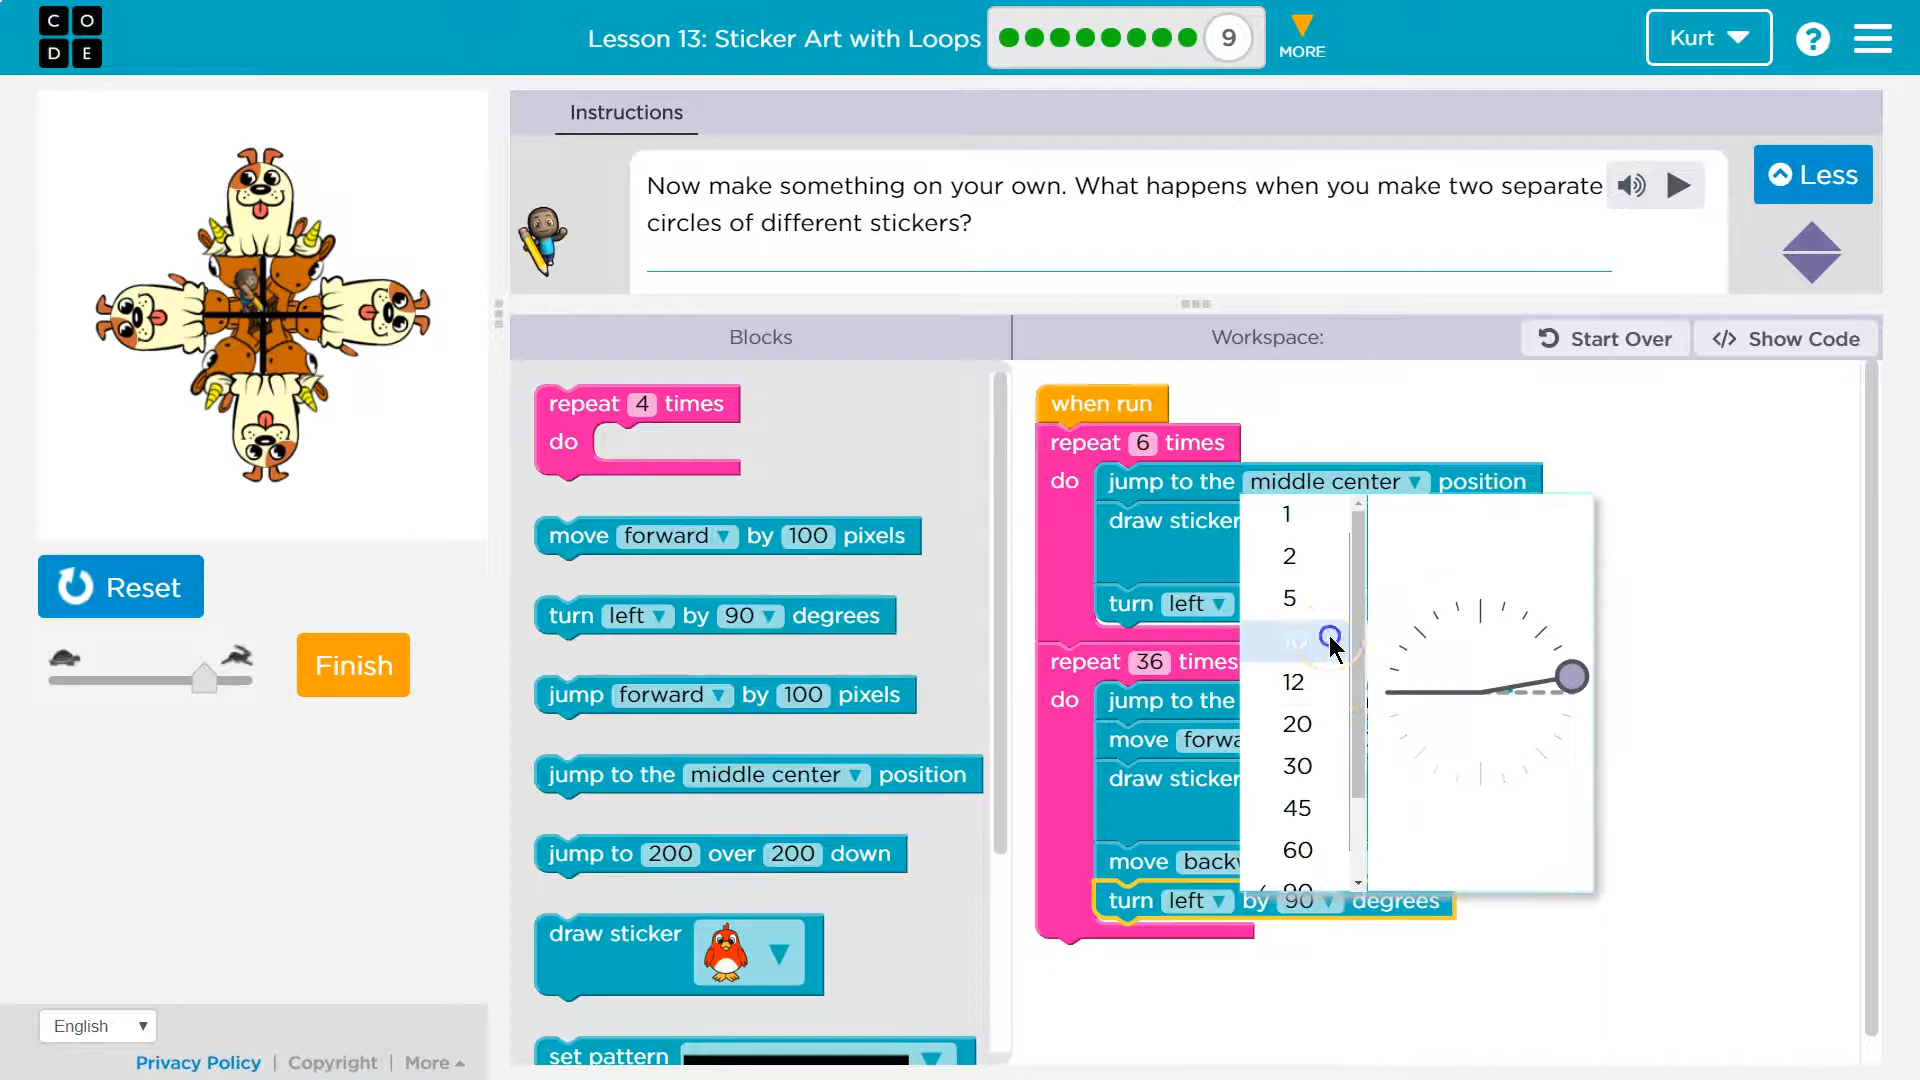 C O
D E
Lesson 13: Sticker Art with Loops
9
MORE
Kurt
?
Instructions
Now make something on your own. What happens when you make two separate
circles of different stickers?
Less
Blocks
Workspace:
Start Over
</> Show Code
Reset
Finish
repeat 4 times
do
move forward by 100 pixels
turn left by 90 degrees
jump forward by 100 pixels
jump to the middle center position
jump to 200 over 200 down
draw sticker
set pattern
when run
repeat 6 times
do
jump to the middle center position
draw sticker
turn left
repeat 36 times
do
jump to the
move
draw sticker
move
turn left by 90 degrees
1
2
5
12
20
30
45
60
90
English
Privacy Policy | Copyright | More